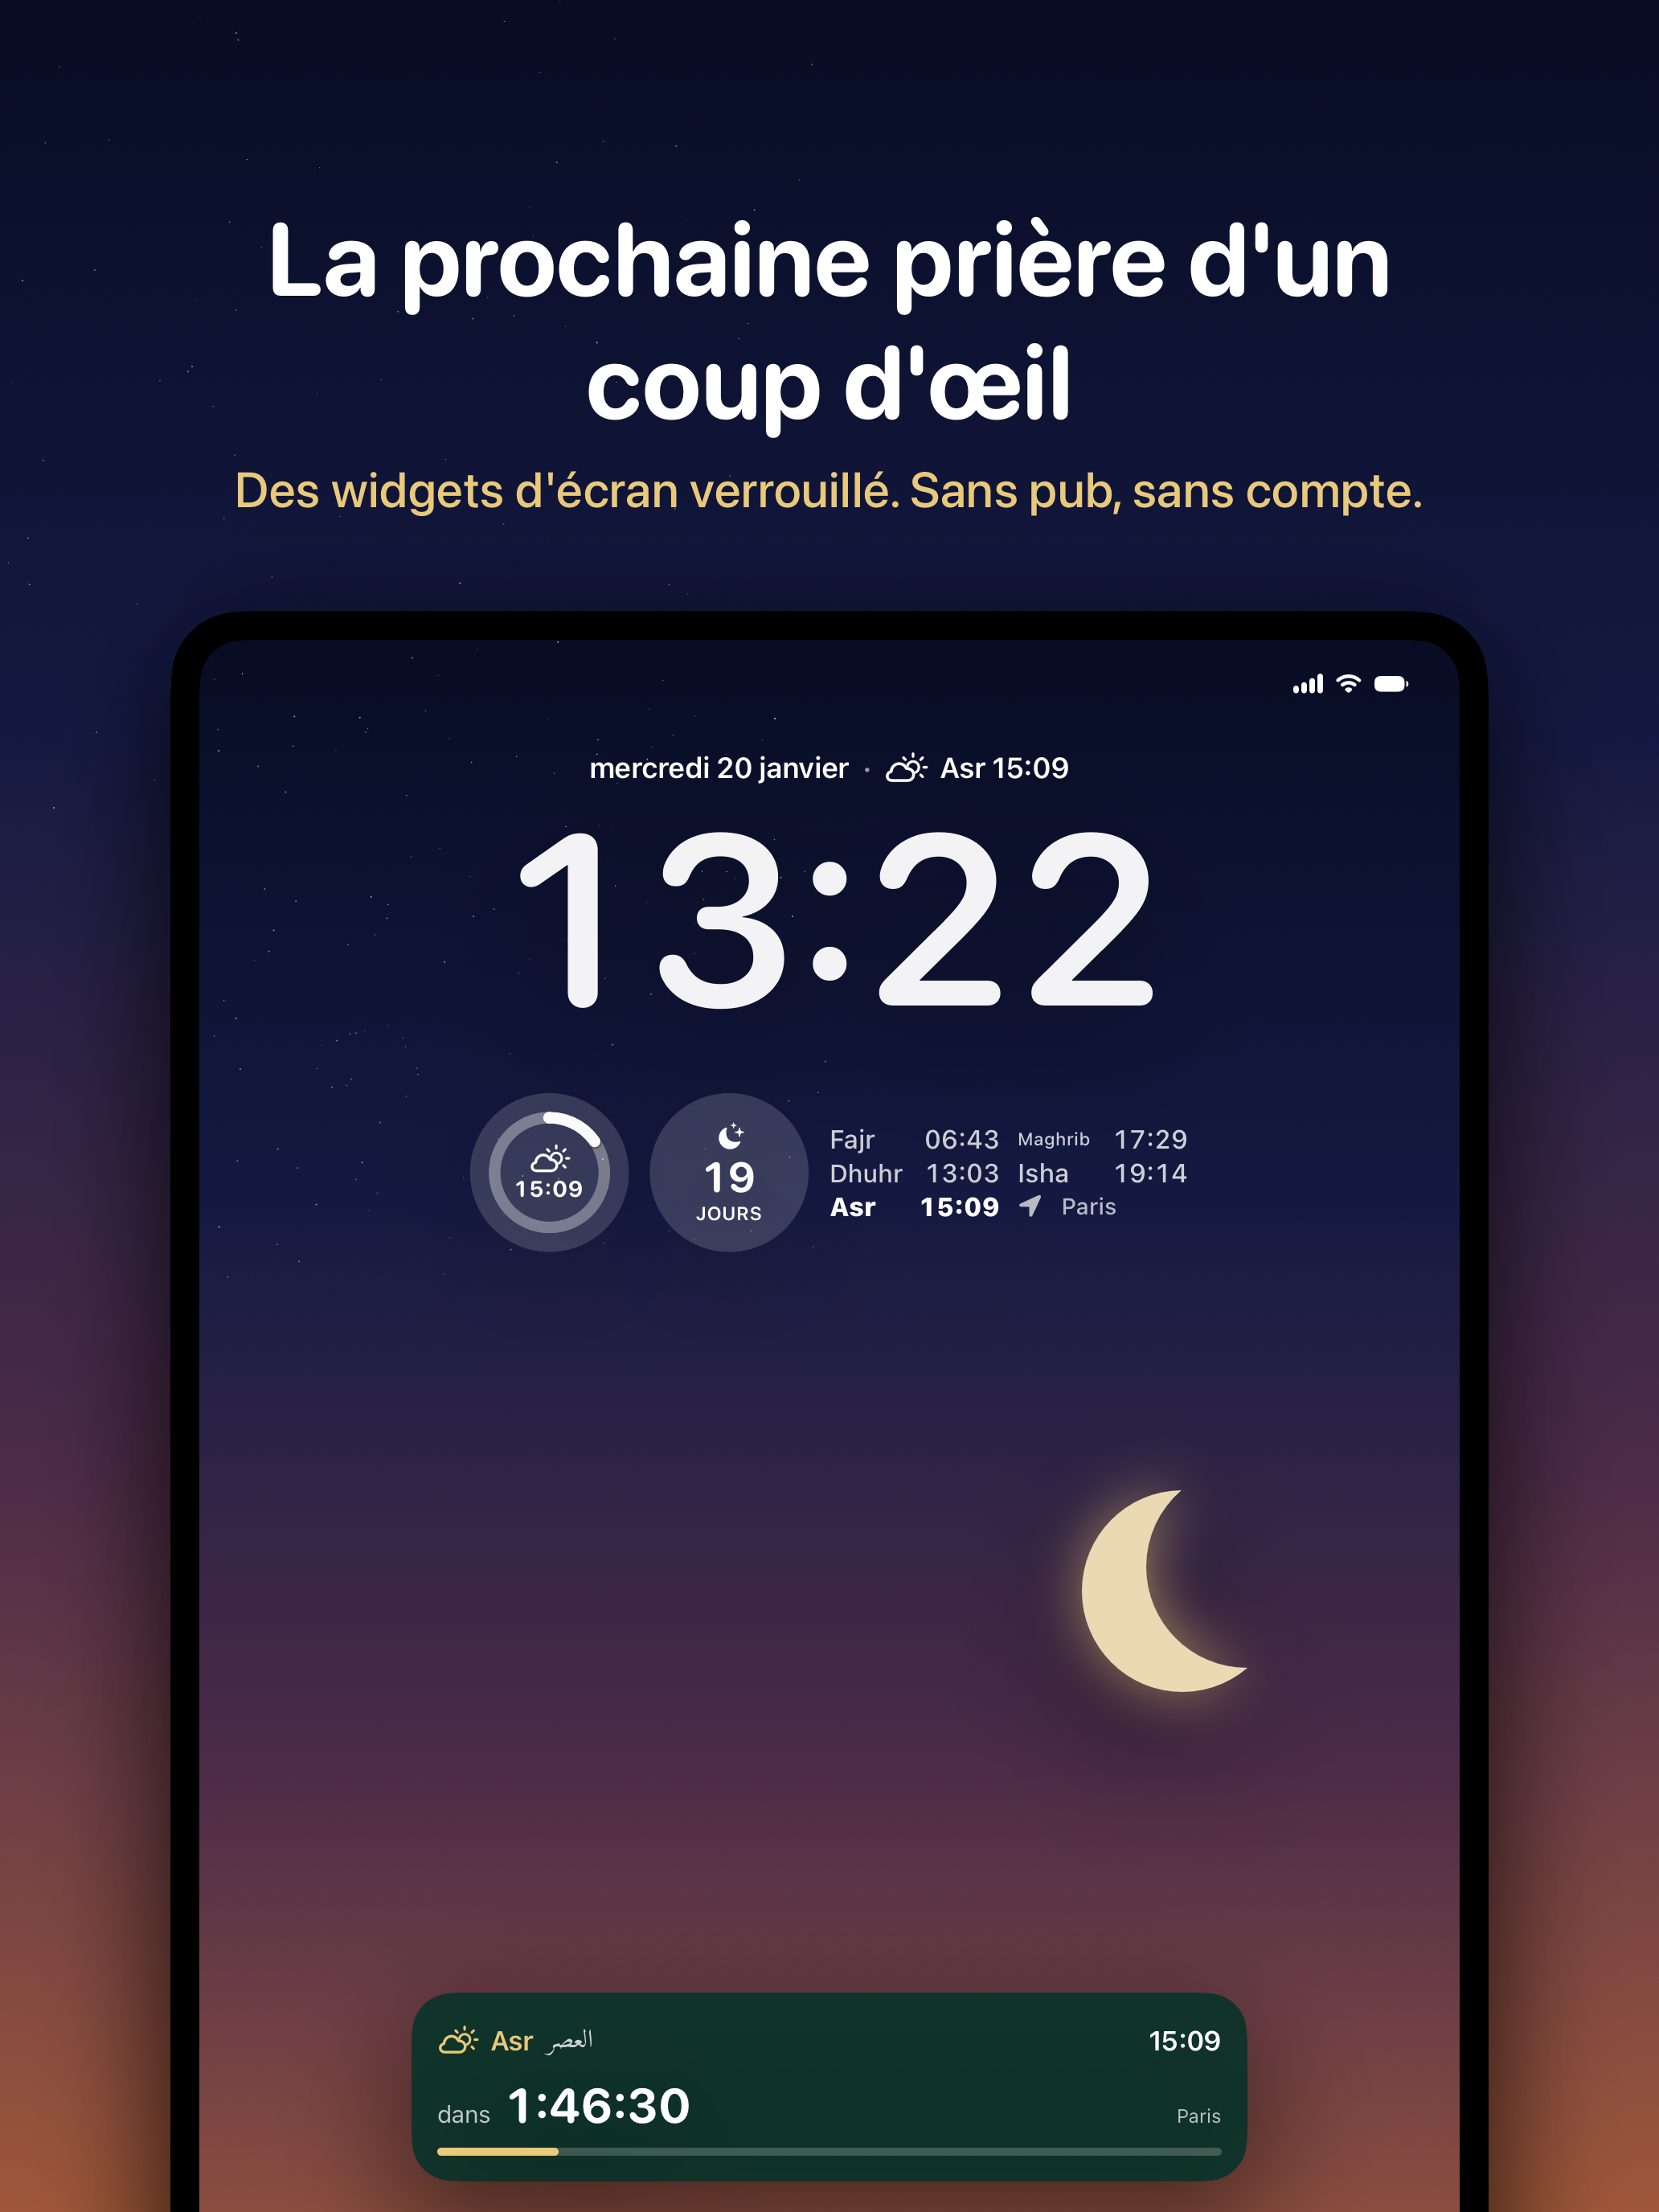 La prochaine prière d'un
coup d'œil
Des widgets d'écran verrouillé. Sans pub, sans compte.
mercredi 20 janvier · Asr 15:09
13:22
15:09
19
JOURS
Fajr 06:43 Maghrib 17:29
Dhuhr 13:03 Isha 19:14
Asr 15:09 Paris
Asr العصر 15:09
dans 1:46:30 Paris